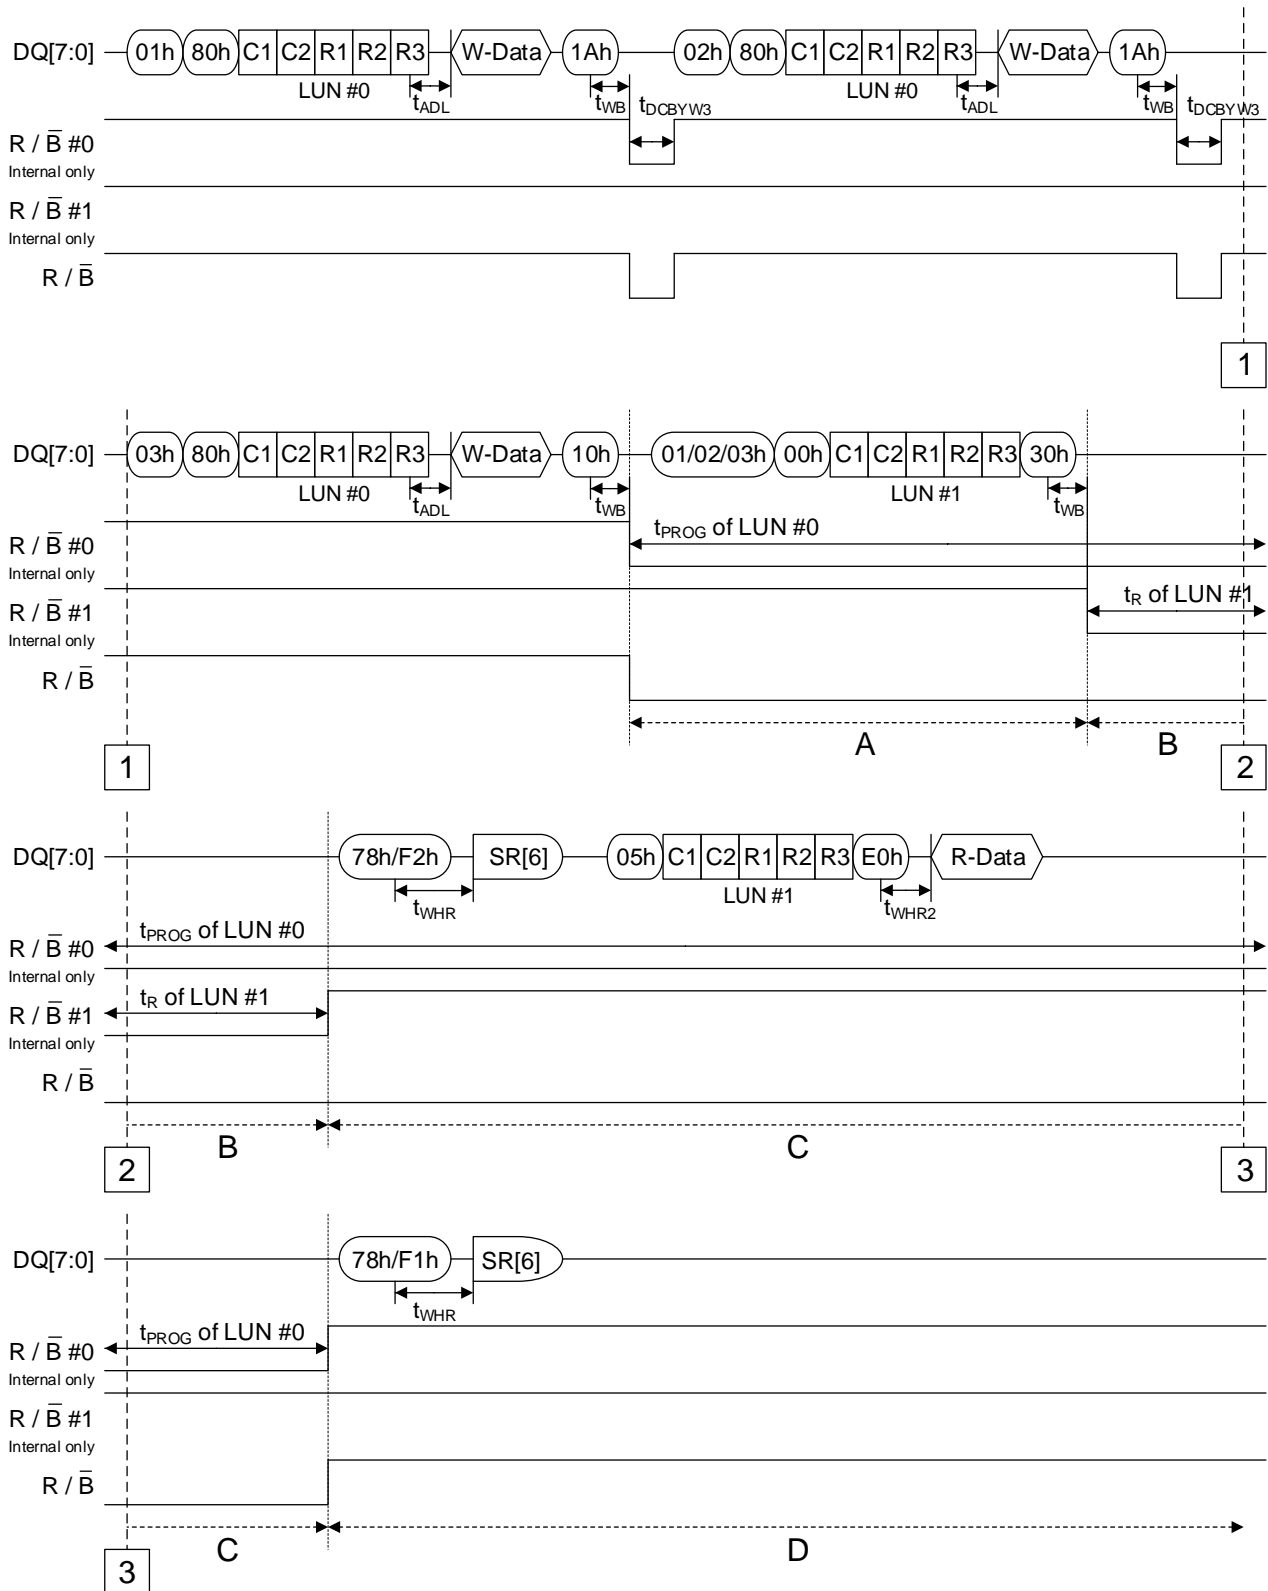 DQ[7:0] 01h 80h C1 C2 R1 R2 R3 W-Data 1Ah 02h 80h C1 C2 R1 R2 R3 W-Data 1Ah
LUN #0 tADL tWB tDCBYW3 LUN #0 tADL tWB tDCBYW3
R / B̅ #0
Internal only
R / B̅ #1
Internal only
R / B̅
1
DQ[7:0] 03h 80h C1 C2 R1 R2 R3 W-Data 10h 01/02/03h 00h C1 C2 R1 R2 R3 30h
LUN #0 tADL tWB LUN #1 tWB
tPROG of LUN #0
R / B̅ #0
Internal only
tR of LUN #1
R / B̅ #1
Internal only
R / B̅
A B
1 2
DQ[7:0] 78h/F2h SR[6] 05h C1 C2 R1 R2 R3 E0h R-Data
tWHR LUN #1 tWHR2
tPROG of LUN #0
R / B̅ #0
Internal only
tR of LUN #1
R / B̅ #1
Internal only
R / B̅
B C
2 3
DQ[7:0] 78h/F1h SR[6]
tWHR
tPROG of LUN #0
R / B̅ #0
Internal only
R / B̅ #1
Internal only
R / B̅
C D
3